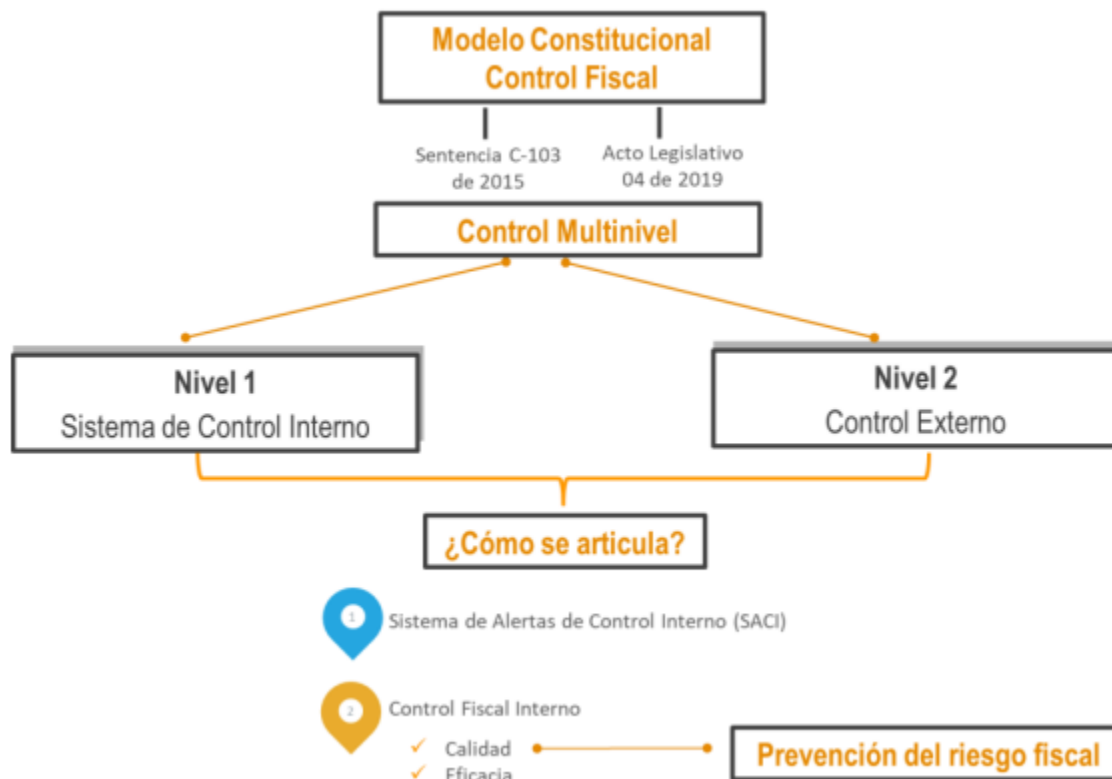 Modelo Constitucional
Control Fiscal
Sentencia C-103
de 2015
Acto Legislativo
04 de 2019
Control Multinivel
Nivel 1
Sistema de Control Interno
Nivel 2
Control Externo
¿Cómo se articula?
1
Sistema de Alertas de Control Interno (SACI)
2
Control Fiscal Interno
✓ Calidad
✓ Eficacia
Prevención del riesgo fiscal